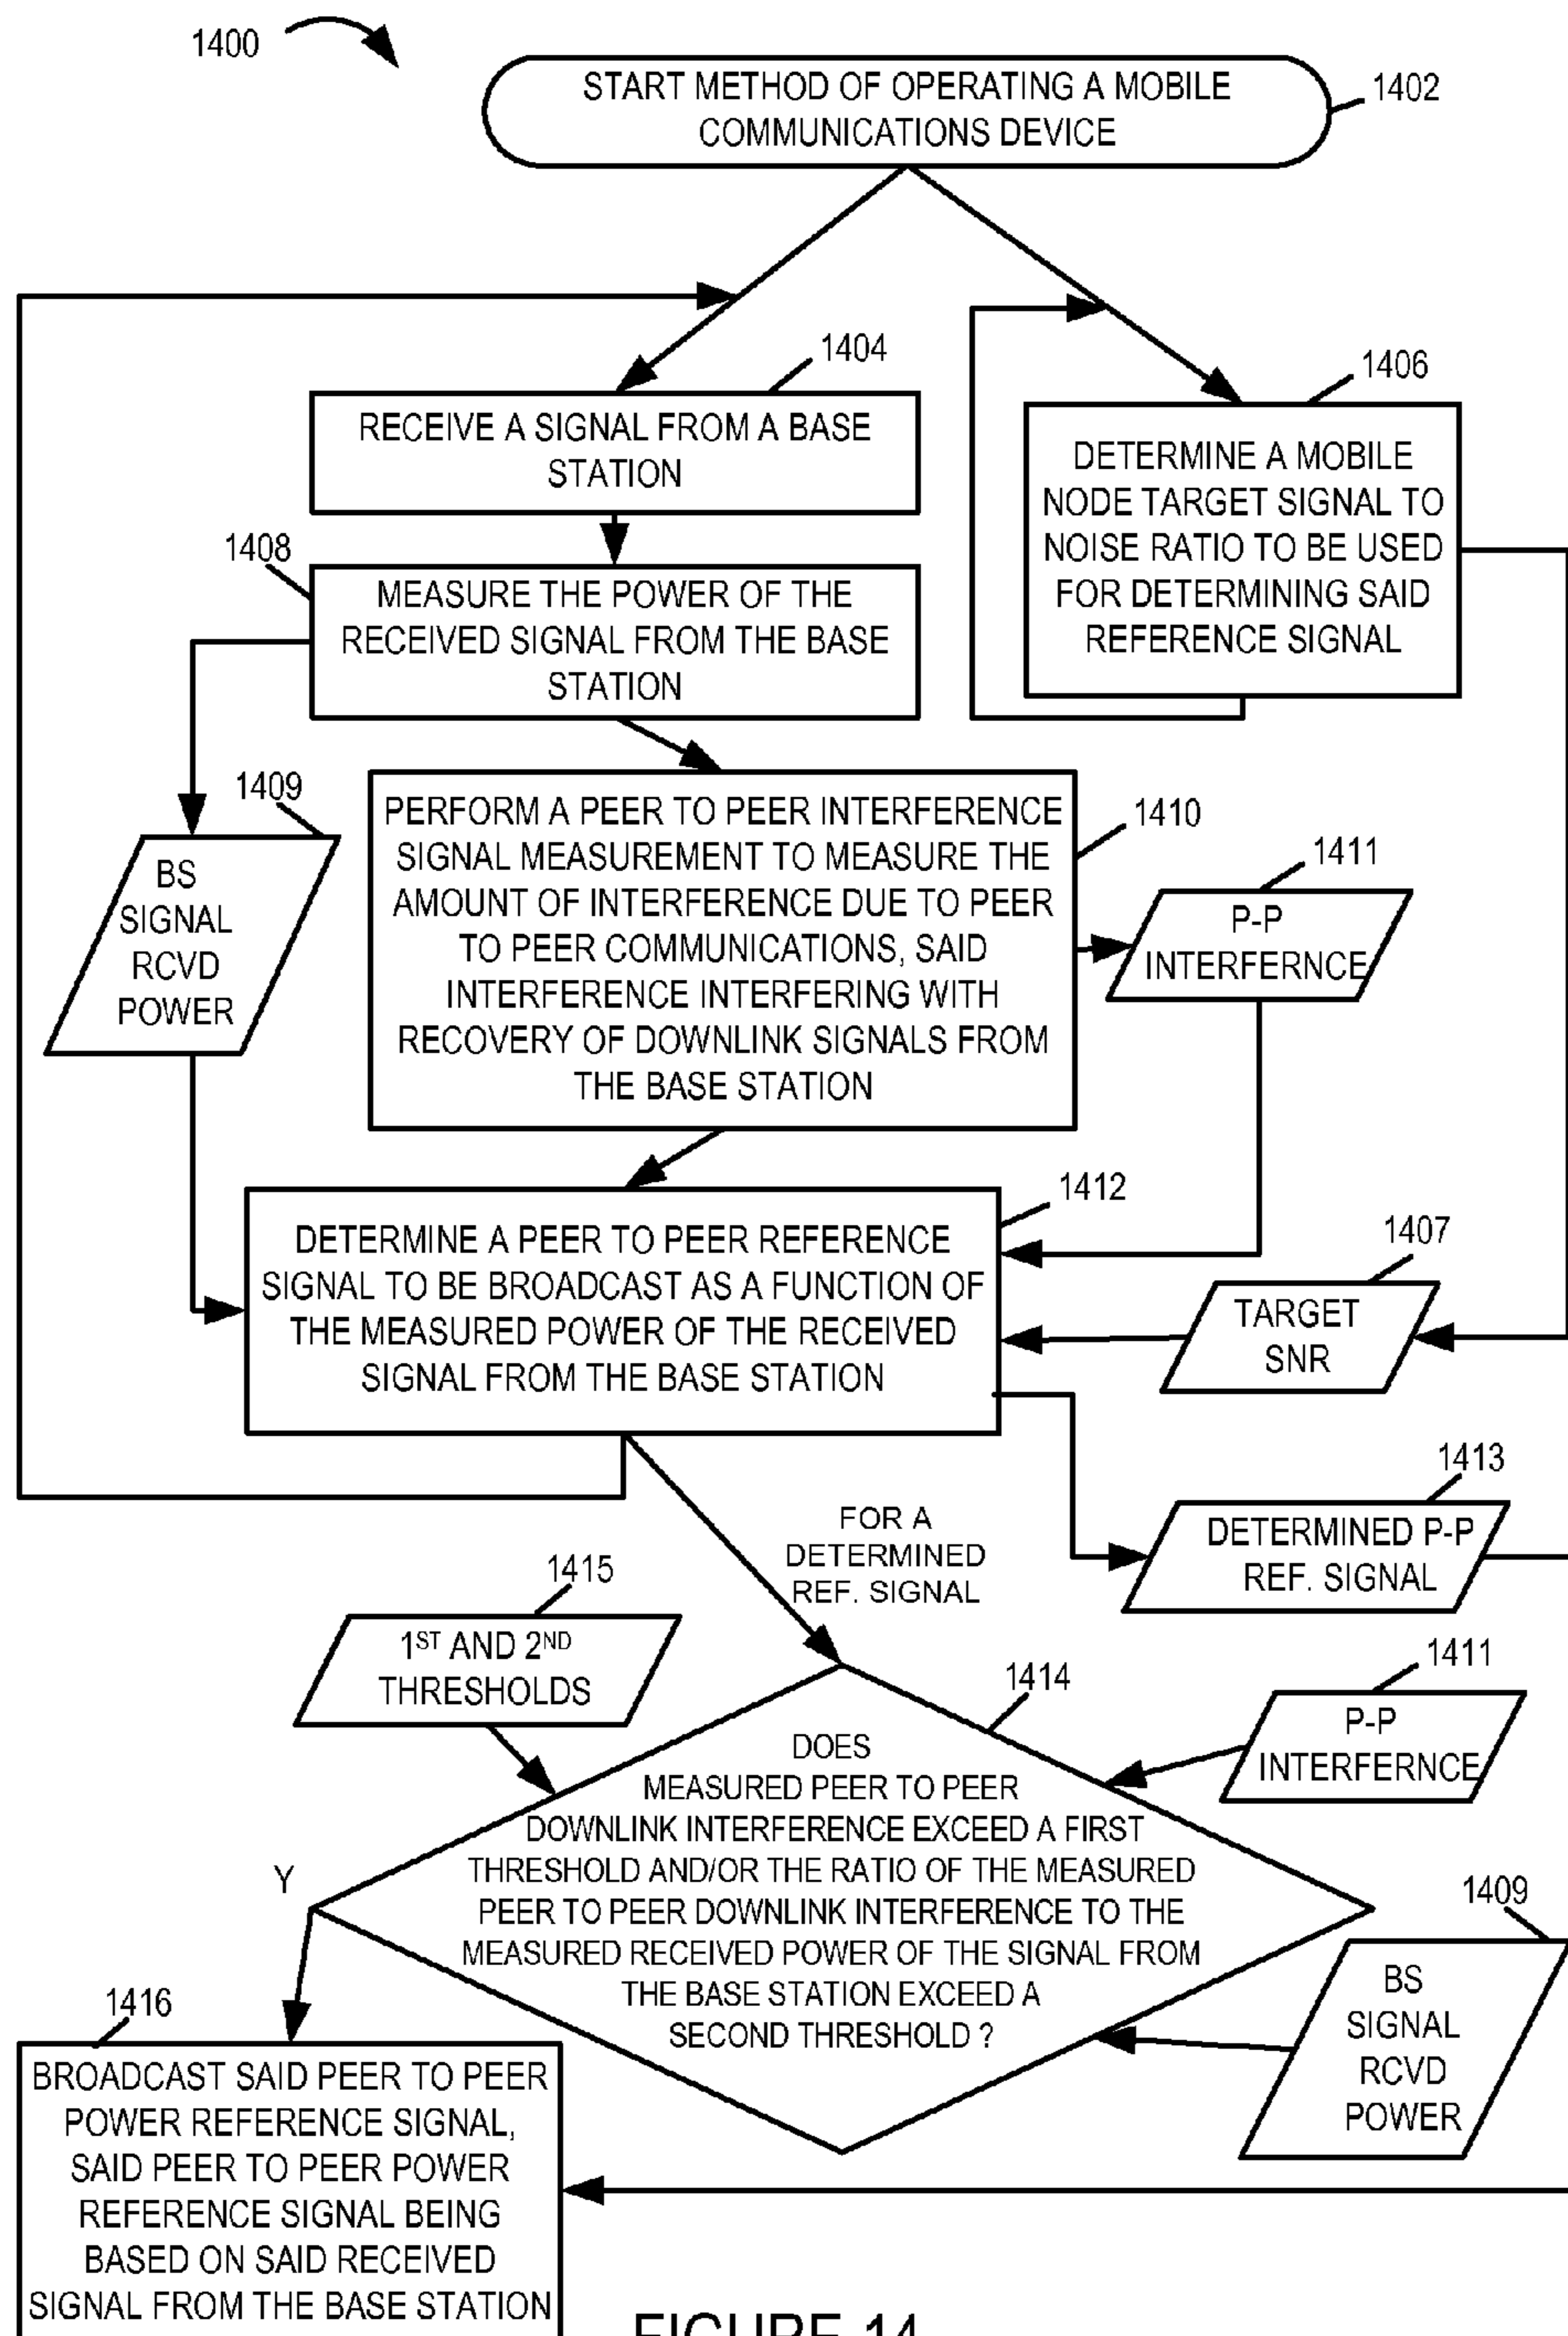 1400
START METHOD OF OPERATING A MOBILE
COMMUNICATIONS DEVICE
1402
1404
RECEIVE A SIGNAL FROM A BASE
STATION
1406
DETERMINE A MOBILE
NODE TARGET SIGNAL TO
NOISE RATIO TO BE USED
FOR DETERMINING SAID
REFERENCE SIGNAL
1408
MEASURE THE POWER OF THE
RECEIVED SIGNAL FROM THE BASE
STATION
1409
BS
SIGNAL
RCVD
POWER
PERFORM A PEER TO PEER INTERFERENCE
SIGNAL MEASUREMENT TO MEASURE THE
AMOUNT OF INTERFERENCE DUE TO PEER
TO PEER COMMUNICATIONS, SAID
INTERFERENCE INTERFERING WITH
RECOVERY OF DOWNLINK SIGNALS FROM
THE BASE STATION
1410
1411
P-P
INTERFERNCE
1412
DETERMINE A PEER TO PEER REFERENCE
SIGNAL TO BE BROADCAST AS A FUNCTION OF
THE MEASURED POWER OF THE RECEIVED
SIGNAL FROM THE BASE STATION
1407
TARGET
SNR
1413
DETERMINED P-P
REF. SIGNAL
FOR A
DETERMINED
REF. SIGNAL
1415
1ST AND 2ND
THRESHOLDS
1414
1411
P-P
INTERFERNCE
DOES
MEASURED PEER TO PEER
DOWNLINK INTERFERENCE EXCEED A FIRST
THRESHOLD AND/OR THE RATIO OF THE MEASURED
PEER TO PEER DOWNLINK INTERFERENCE TO THE
MEASURED RECEIVED POWER OF THE SIGNAL FROM
THE BASE STATION EXCEED A
SECOND THRESHOLD ?
Y
1409
BS
SIGNAL
RCVD
POWER
1416
BROADCAST SAID PEER TO PEER
POWER REFERENCE SIGNAL,
SAID PEER TO PEER POWER
REFERENCE SIGNAL BEING
BASED ON SAID RECEIVED
SIGNAL FROM THE BASE STATION
FIGURE 14